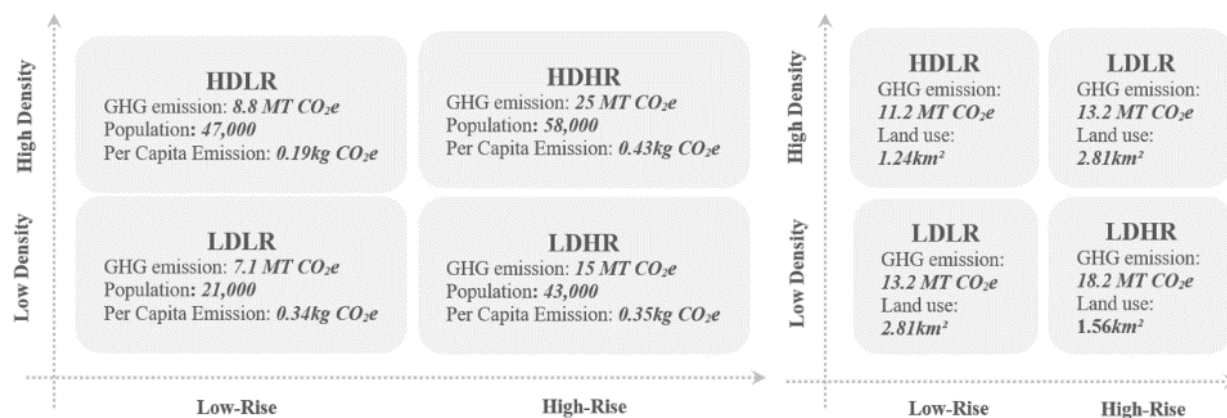 High Density
Low Density
HDLR
GHG emission: 8.8 MT CO₂e
Population: 47,000
Per Capita Emission: 0.19kg CO₂e
HDHR
GHG emission: 25 MT CO₂e
Population: 58,000
Per Capita Emission: 0.43kg CO₂e
LDLR
GHG emission: 7.1 MT CO₂e
Population: 21,000
Per Capita Emission: 0.34kg CO₂e
LDHR
GHG emission: 15 MT CO₂e
Population: 43,000
Per Capita Emission: 0.35kg CO₂e
Low-Rise
High-Rise
High Density
Low Density
HDLR
GHG emission:
11.2 MT CO₂e
Land use:
1.24km²
LDLR
GHG emission:
13.2 MT CO₂e
Land use:
2.81km²
LDLR
GHG emission:
13.2 MT CO₂e
Land use:
2.81km²
LDHR
GHG emission:
18.2 MT CO₂e
Land use:
1.56km²
Low-Rise
High-Rise